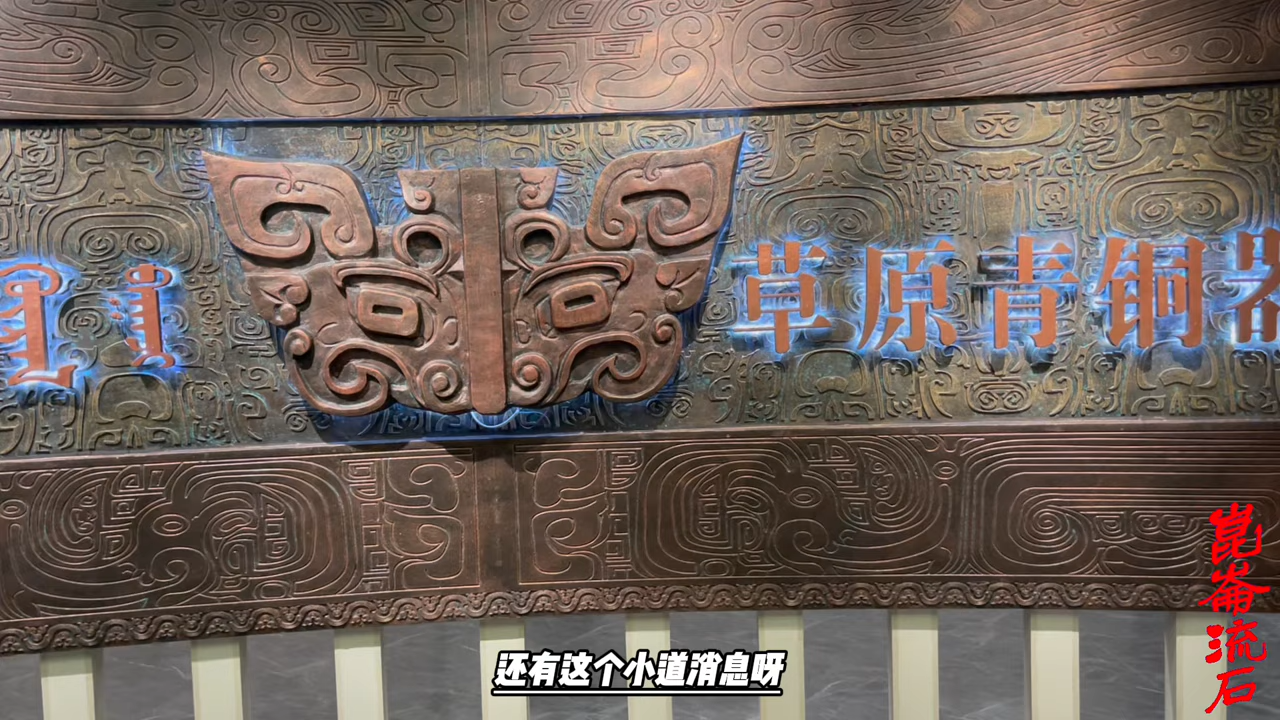 草原青铜器
还有这个小道消息呀
崑崙流石